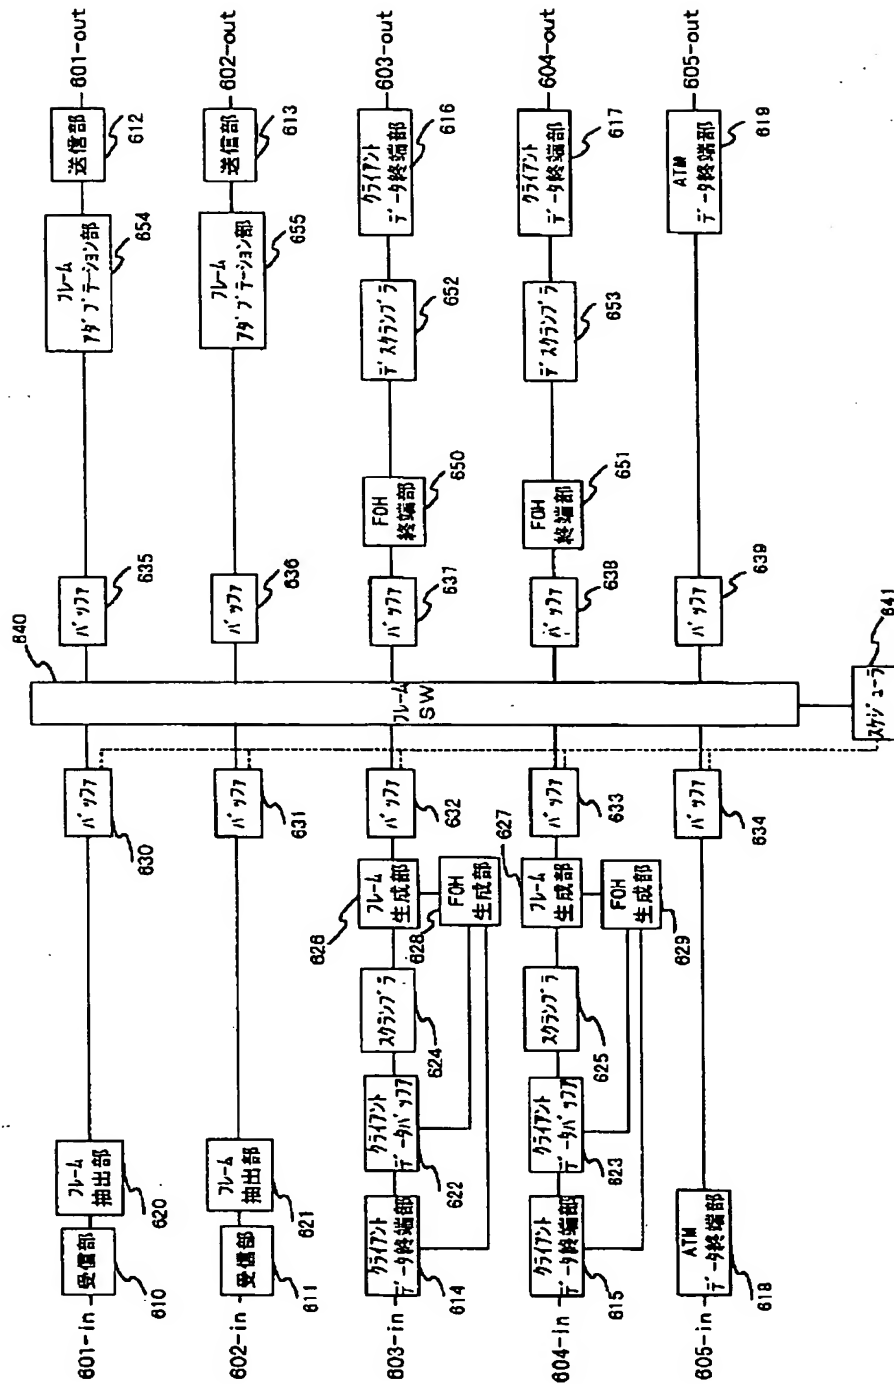 601-in
受信部
610
フレーム
抽出部
620
バッファ
630
640
バッファ
635
フレーム
アダプテーション部
654
送信部
612
601-out
602-in
受信部
611
フレーム
抽出部
621
バッファ
631
バッファ
636
フレーム
アダプテーション部
655
送信部
613
602-out
603-in
クライアント
データ終端部
614
クライアント
データバッファ
622
スクランブラ
624
フレーム
生成部
626
FOH
生成部
628
バッファ
632
フレーム
SW
バッファ
637
FOH
終端部
650
デスクランブラ
652
クライアント
データ終端部
616
603-out
604-in
クライアント
データ終端部
615
クライアント
データバッファ
623
スクランブラ
625
フレーム
生成部
627
FOH
生成部
629
バッファ
633
バッファ
638
FOH
終端部
651
デスクランブラ
653
クライアント
データ終端部
617
604-out
605-in
ATM
データ終端部
618
バッファ
634
バッファ
639
ATM
データ終端部
619
605-out
スケジューラ
641